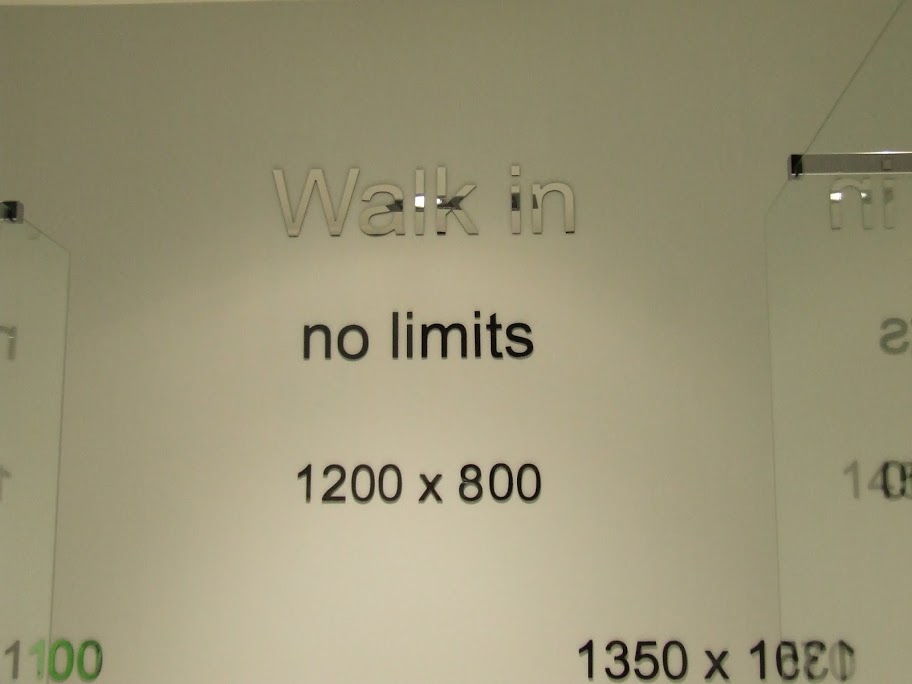 Walk in
no limits
1200 x 800
1100
1350 x